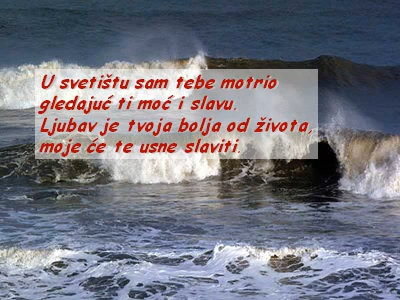 U svetištu sam tebe motrio
gledajuć ti moć i slavu.
Ljubav je tvoja bolja od života,
moje će te usne slaviti.